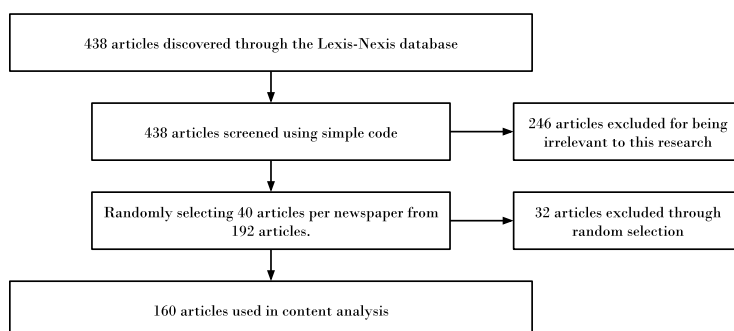 438 articles discovered through the Lexis-Nexis database
438 articles screened using simple code
246 articles excluded for being
irrelevant to this research
Randomly selecting 40 articles per newspaper from
192 articles.
32 articles excluded through
random selection
160 articles used in content analysis